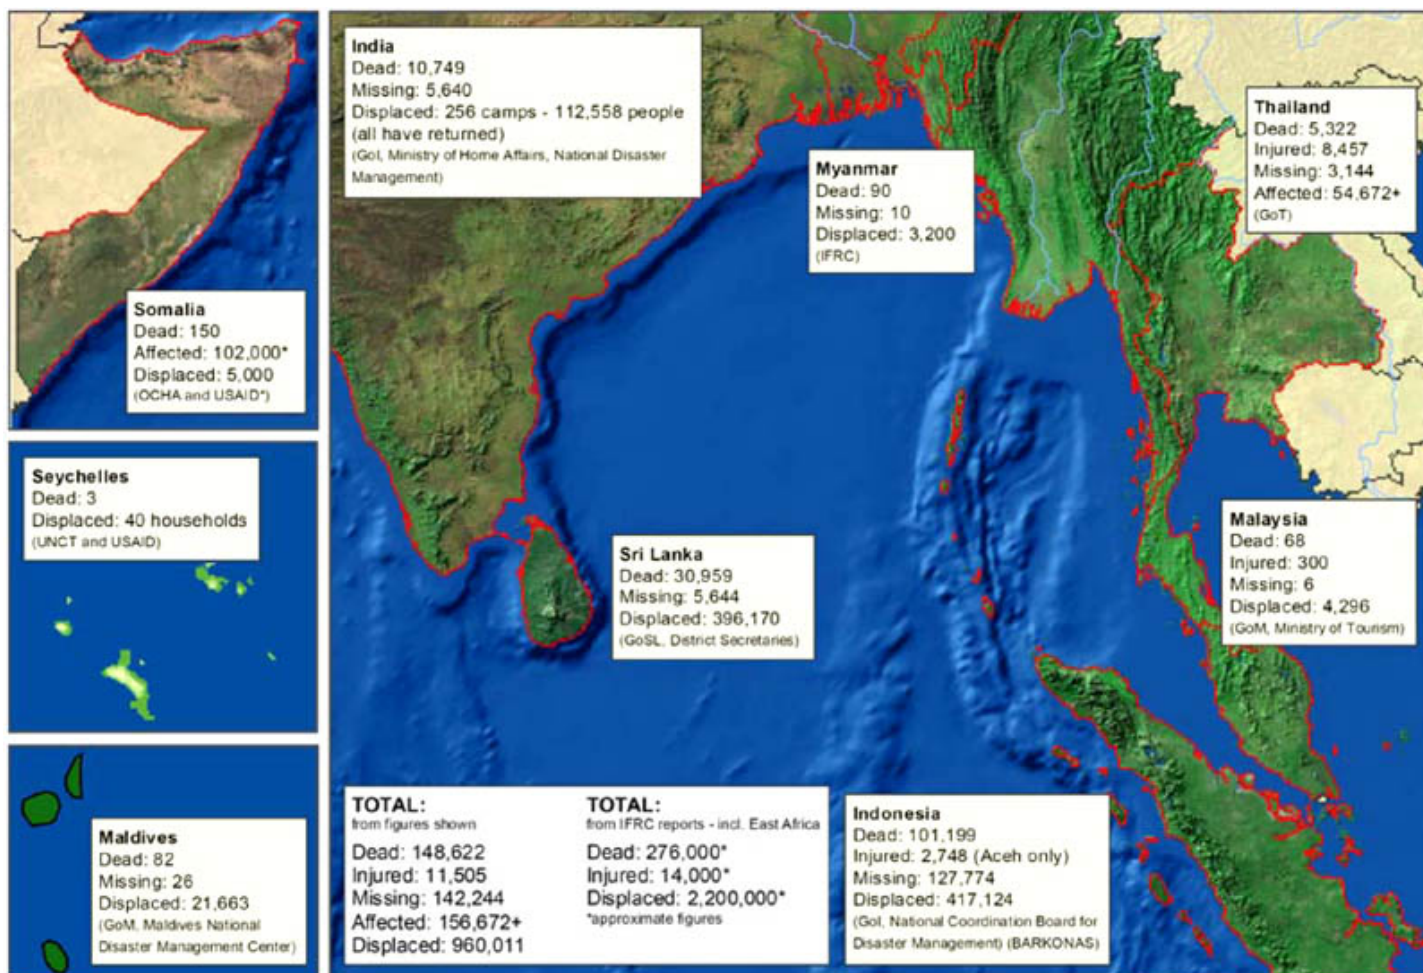 India
Dead: 10,749
Missing: 5,640
Displaced: 256 camps - 112,558 people
(all have returned)
(GoI, Ministry of Home Affairs, National Disaster
Management)
Myanmar
Dead: 90
Missing: 10
Displaced: 3,200
(IFRC)
Thailand
Dead: 5,322
Injured: 8,457
Missing: 3,144
Affected: 54,672+
(GoT)
Somalia
Dead: 150
Affected: 102,000*
Displaced: 5,000
(OCHA and USAID*)
Seychelles
Dead: 3
Displaced: 40 households
(UNCT and USAID)
Sri Lanka
Dead: 30,959
Missing: 5,644
Displaced: 396,170
(GoSL, District Secretaries)
Malaysia
Dead: 68
Injured: 300
Missing: 6
Displaced: 4,296
(GoM, Ministry of Tourism)
Maldives
Dead: 82
Missing: 26
Displaced: 21,663
(GoM, Maldives National
Disaster Management Center)
TOTAL:
from figures shown
Dead: 148,622
Injured: 11,505
Missing: 142,244
Affected: 156,672+
Displaced: 960,011
TOTAL:
from IFRC reports - incl. East Africa
Dead: 276,000*
Injured: 14,000*
Displaced: 2,200,000*
*approximate figures
Indonesia
Dead: 101,199
Injured: 2,748 (Aceh only)
Missing: 127,774
Displaced: 417,124
(GoI, National Coordination Board for
Disaster Management) (BARKONAS)